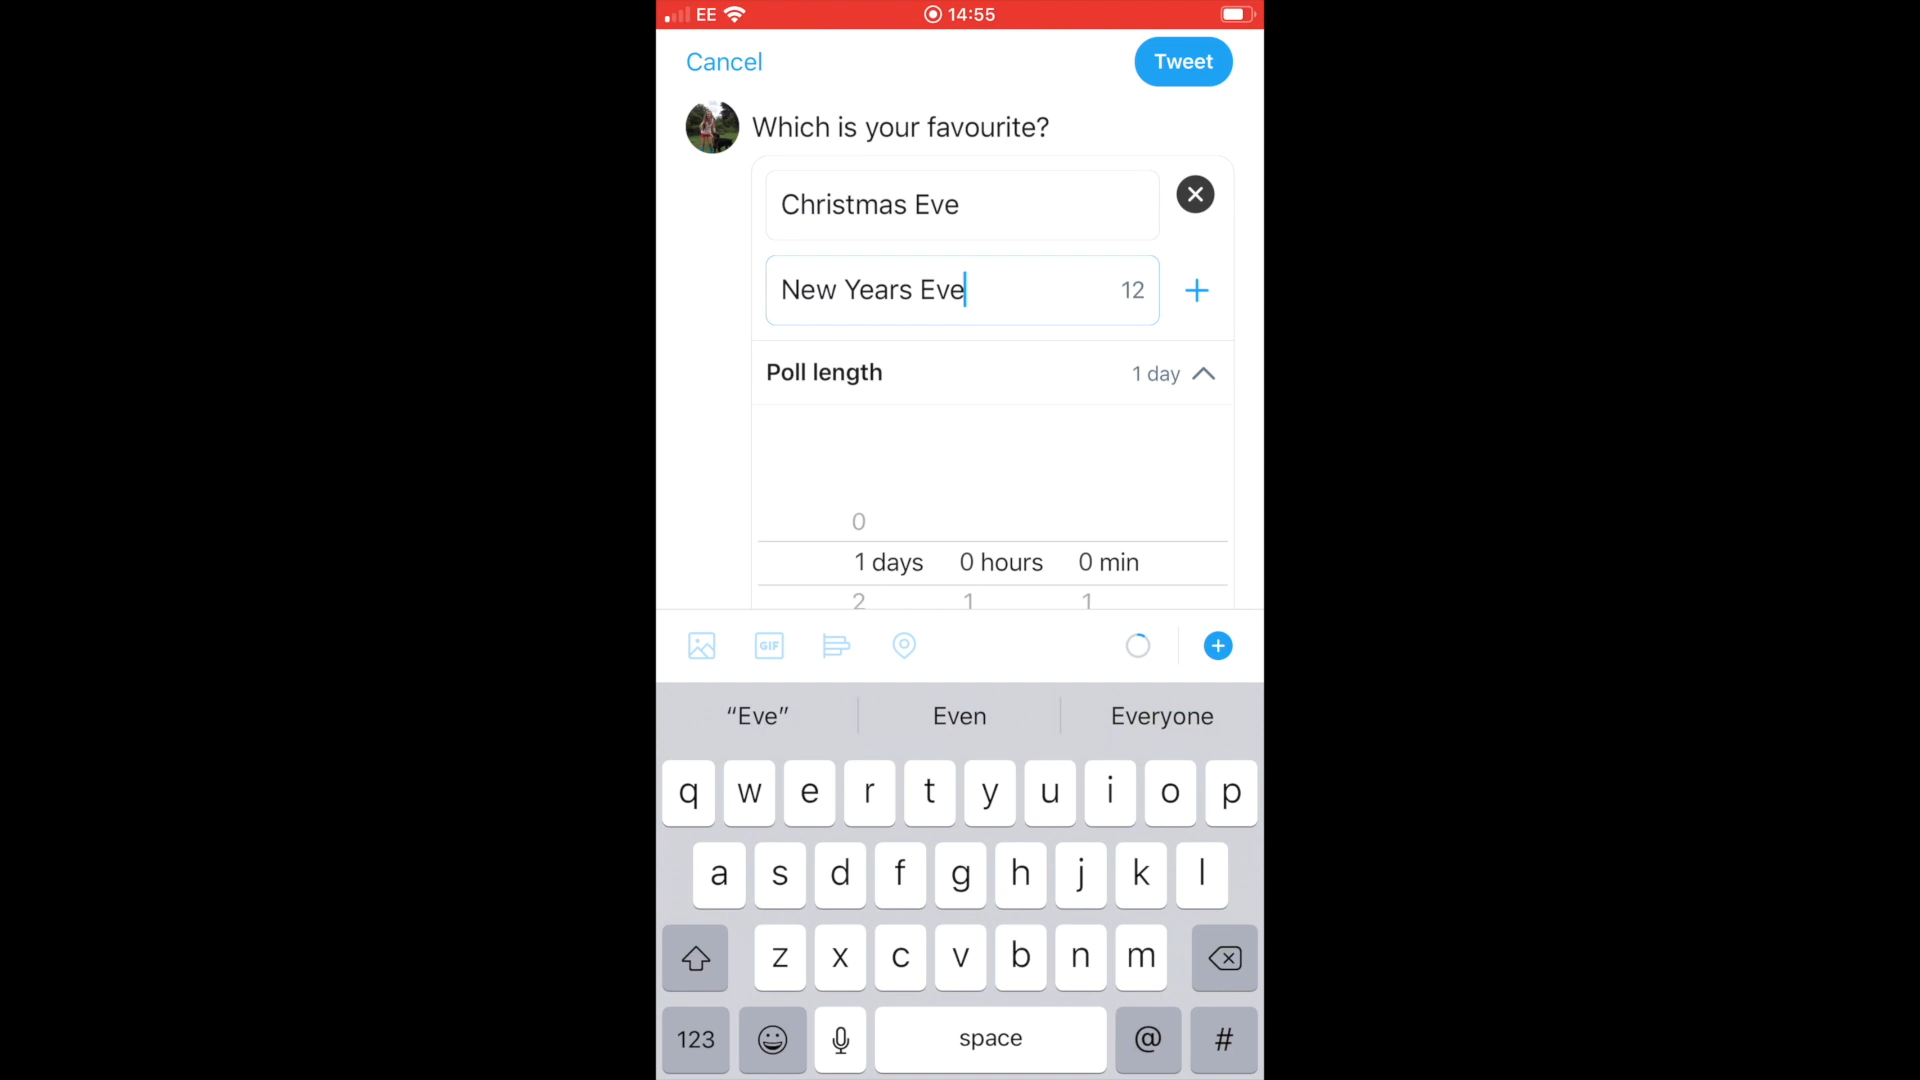 EE 14:55
Cancel Tweet
Which is your favourite?
Christmas Eve
New Years Eve 12
Poll length 1 day
0
1 days 0 hours 0 min
2 1 1
GIF
“Eve” Even Everyone
q w e r t y u i o p
a s d f g h j k l
z x c v b n m
123 space @ #